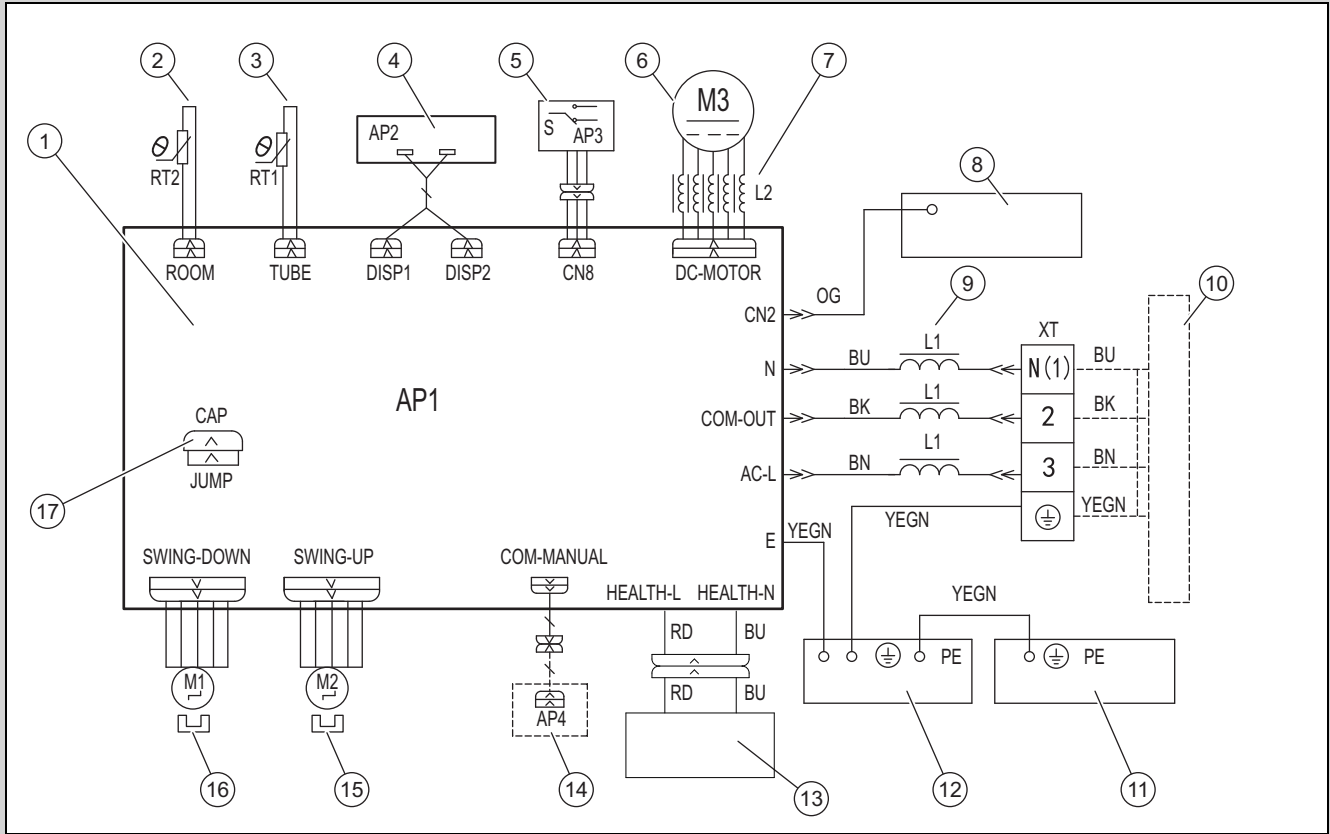 2
3
4
5
6
7
M3
AP2
S
AP3
1
θ
RT2
θ
RT1
L2
8
ROOM
TUBE
DISP1
DISP2
CN8
DC-MOTOR
CN2
OG
9
10
XT
N
BU
L1
N(1)
BU
COM-OUT
BK
L1
2
BK
AC-L
BN
L1
3
BN
YEGN
YEGN
AP1
CAP
JUMP
17
E
YEGN
SWING-DOWN
SWING-UP
COM-MANUAL
HEALTH-L
HEALTH-N
YEGN
RD
BU
PE
PE
M1
M2
RD
BU
AP4
16
15
14
13
12
11